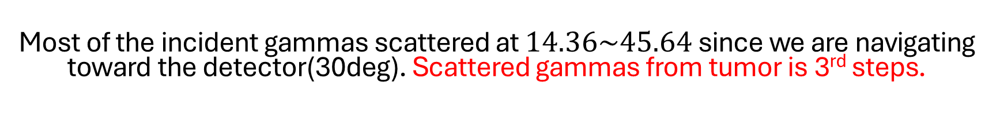 Most of the incident gammas scattered at 14.36~45.64 since we are navigating
toward the detector(30deg). Scattered gammas from tumor is 3rd steps.